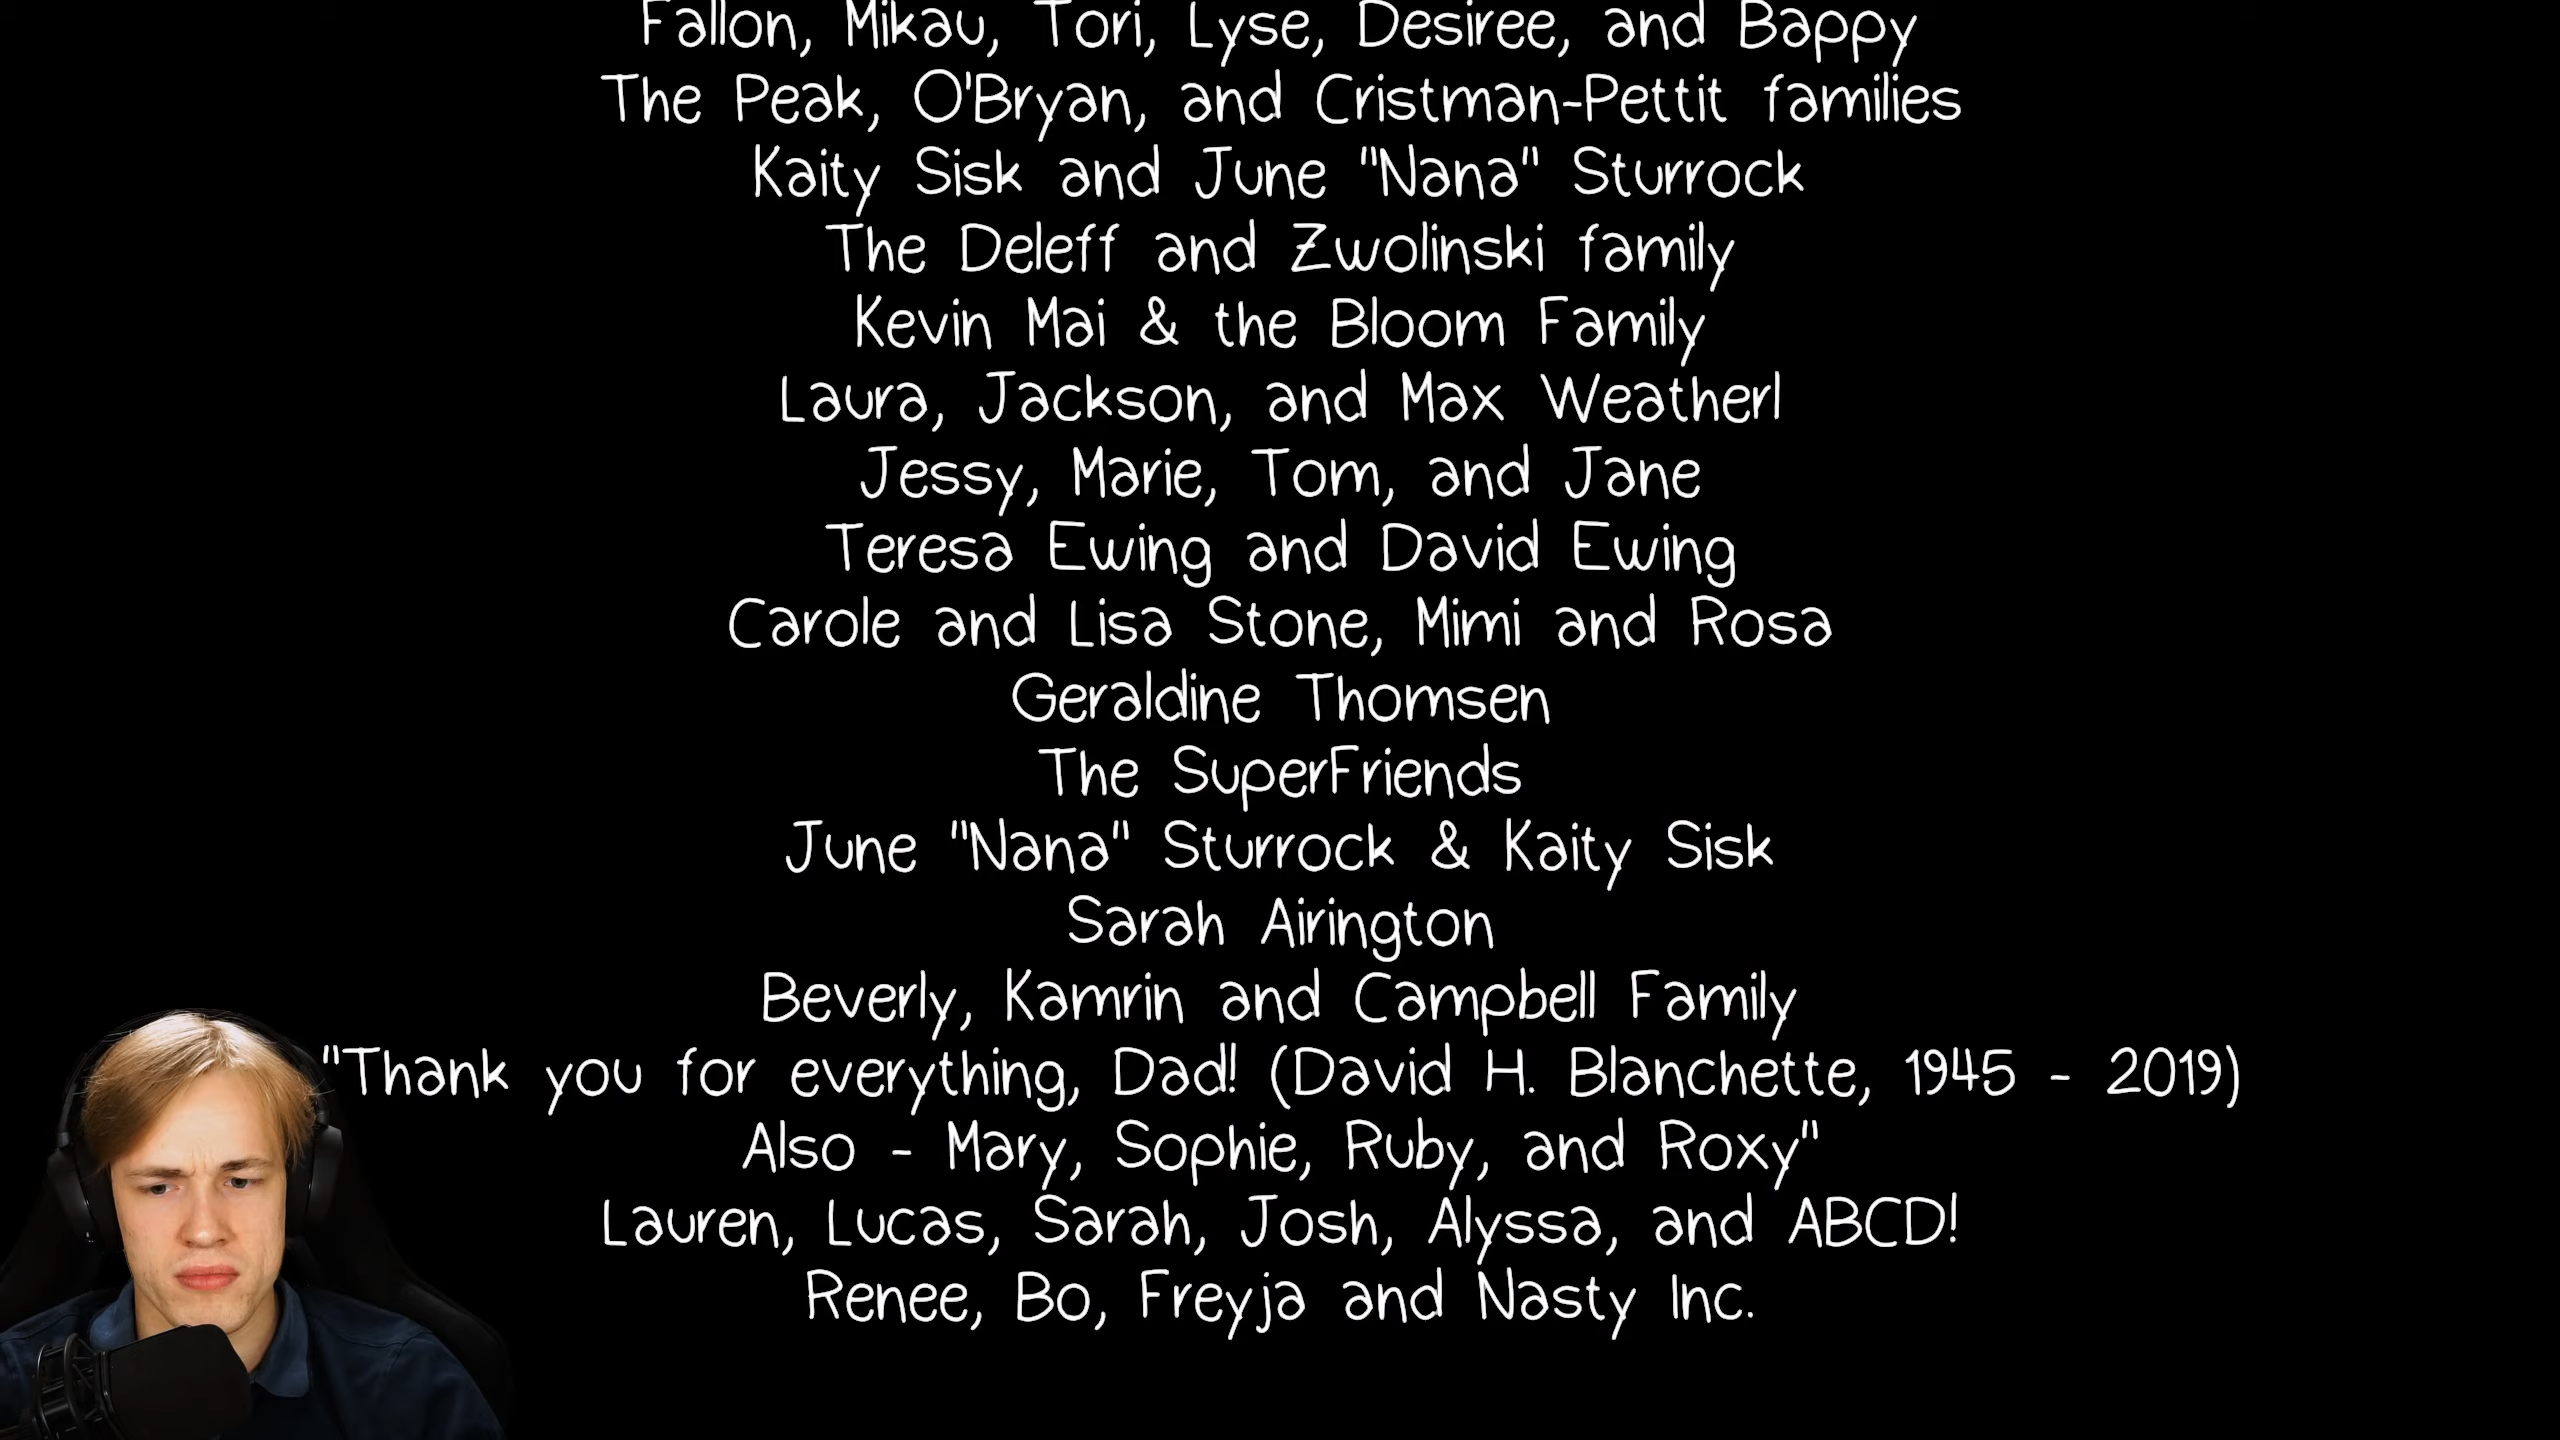 Fallon, Mikau, Tori, Lyse, Desiree, and Bappy
The Peak, O'Bryan, and Cristman-Pettit families
Kaity Sisk and June "Nana" Sturrock
The Deleff and Zwolinski family
Kevin Mai & the Bloom Family
Laura, Jackson, and Max Weatherl
Jessy, Marie, Tom, and Jane
Teresa Ewing and David Ewing
Carole and Lisa Stone, Mimi and Rosa
Geraldine Thomsen
The SuperFriends
June "Nana" Sturrock & Kaity Sisk
Sarah Airington
Beverly, Kamrin and Campbell Family
"Thank you for everything, Dad! (David H. Blanchette, 1945 - 2019)
Also - Mary, Sophie, Ruby, and Roxy"
Lauren, Lucas, Sarah, Josh, Alyssa, and ABCD!
Renee, Bo, Freyja and Nasty Inc.